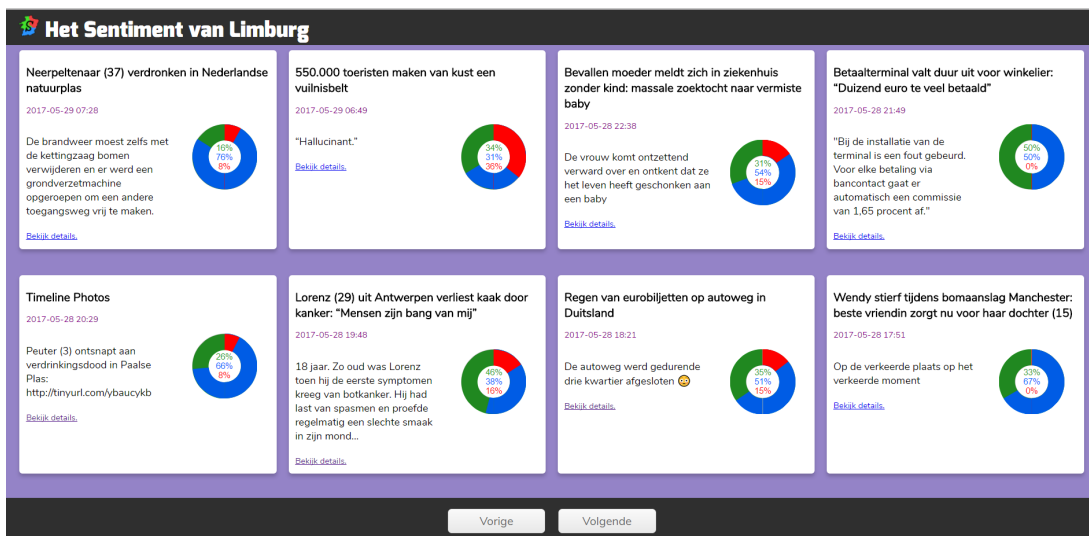 Het Sentiment van Limburg
Neerpeltenaar (37) verdronken in Nederlandse
natuurplas
2017-05-29 07:28
De brandweer moest zelfs met
de kettingzaag bomen
verwijderen en er werd een
grondverzetmachine
opgeroepen om een andere
toegangsweg vrij te maken.
16%
76%
8%
Bekijk details.
550.000 toeristen maken van kust een
vuilnisbelt
2017-05-29 06:49
“Hallucinant.”
34%
31%
36%
Bekijk details.
Bevallen moeder meldt zich in ziekenhuis
zonder kind: massale zoektocht naar vermiste
baby
2017-05-28 22:38
De vrouw komt ontzettend
verward over en ontkent dat ze
het leven heeft geschonken aan
een baby
31%
54%
15%
Bekijk details.
Betaalterminal valt duur uit voor winkelier:
“Duizend euro te veel betaald”
2017-05-28 21:49
"Bij de installatie van de
terminal is een fout gebeurd.
Voor elke betaling via
bancontact gaat er
automatisch een commissie
van 1,65 procent af."
50%
50%
0%
Bekijk details.
Timeline Photos
2017-05-28 20:29
Peuter (3) ontsnapt aan
verdrinkingsdood in Paalse
Plas:
http://tinyurl.com/ybaucykb
26%
66%
8%
Bekijk details.
Lorenz (29) uit Antwerpen verliest kaak door
kanker: “Mensen zijn bang van mij”
2017-05-28 19:48
18 jaar. Zo oud was Lorenz
toen hij de eerste symptomen
kreeg van botkanker. Hij had
last van spasmen en proefde
regelmatig een slechte smaak
in zijn mond...
46%
38%
16%
Bekijk details.
Regen van eurobiljetten op autoweg in
Duitsland
2017-05-28 18:21
De autoweg werd gedurende
drie kwartier afgesloten 😳
35%
51%
15%
Bekijk details.
Wendy stierf tijdens bomaanslag Manchester:
beste vriendin zorgt nu voor haar dochter (15)
2017-05-28 17:51
Op de verkeerde plaats op het
verkeerde moment
33%
67%
0%
Bekijk details.
Vorige
Volgende